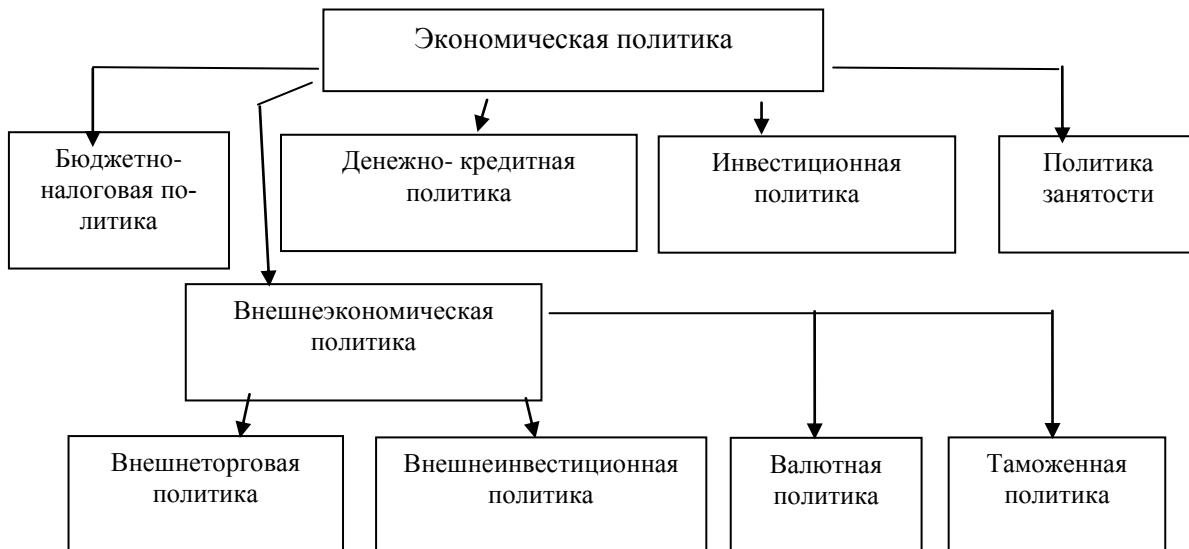 Экономическая политика
Бюджетно-
налоговая по-
литика
Денежно- кредитная
политика
Инвестиционная
политика
Политика
занятости
Внешнеэкономическая
политика
Внешнеторговая
политика
Внешнеинвестиционная
политика
Валютная
политика
Таможенная
политика